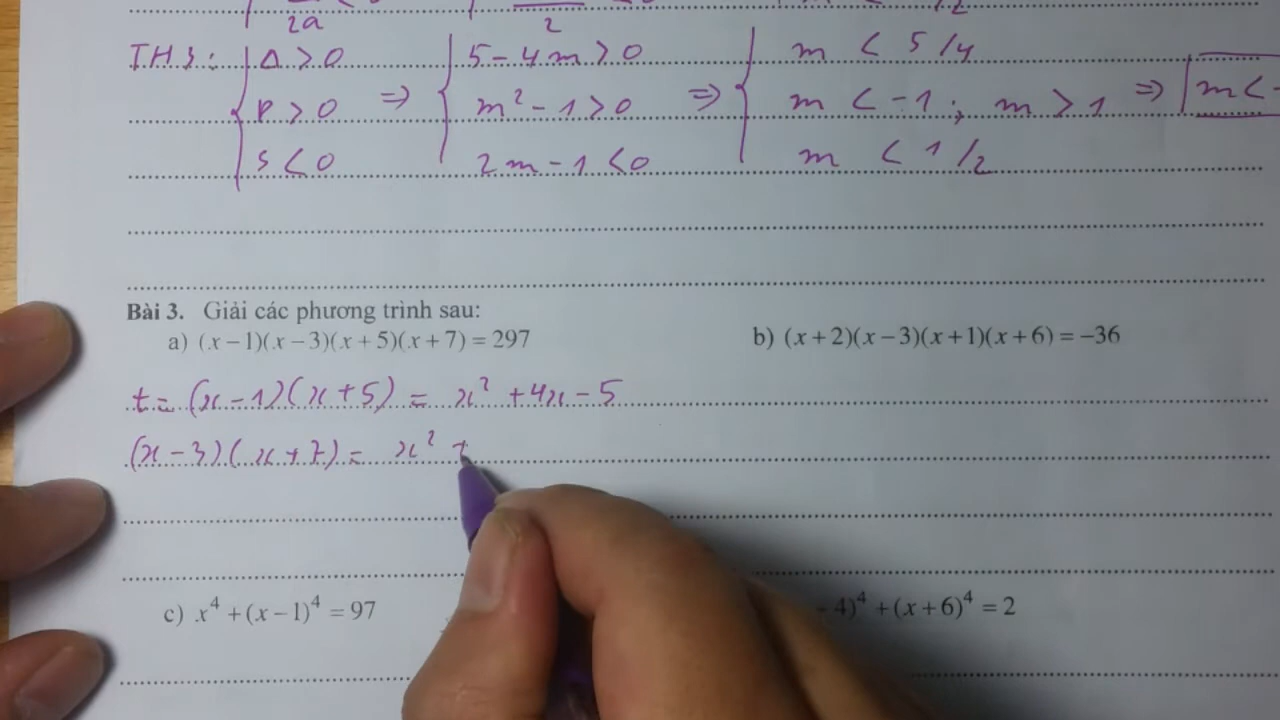 2a 2
TH3: Δ > 0 => 5 - 4m > 0 => m < 5/4
P > 0 m² - 1 > 0 m < -1; m > 1 => m < -
S < 0 2m - 1 < 0 m < 1/2
Bài 3. Giải các phương trình sau:
a) (x – 1)(x – 3)(x + 5)(x + 7) = 297 b) (x + 2)(x – 3)(x + 1)(x + 6) = –36
t = (x - 1)(x + 5) = x² + 4x - 5
(x - 3)(x + 7) = x² +
c) x⁴ + (x – 1)⁴ = 97 4)⁴ + (x + 6)⁴ = 2